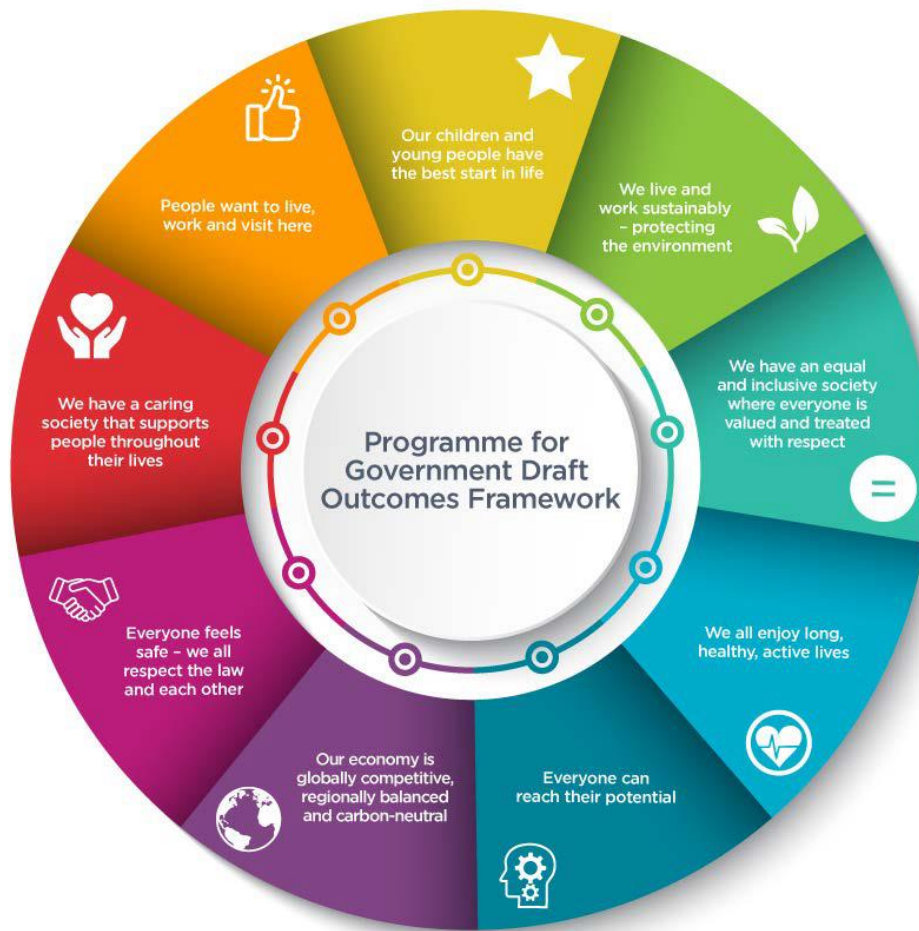 Our children and
young people have
the best start in life
We live and
work sustainably
– protecting
the environment
We have an equal
and inclusive society
where everyone is
valued and treated
with respect
We all enjoy long,
healthy, active lives
Everyone can
reach their potential
Our economy is
globally competitive,
regionally balanced
and carbon-neutral
Everyone feels
safe – we all
respect the law
and each other
We have a caring
society that supports
people throughout
their lives
People want to live,
work and visit here
Programme for
Government Draft
Outcomes Framework